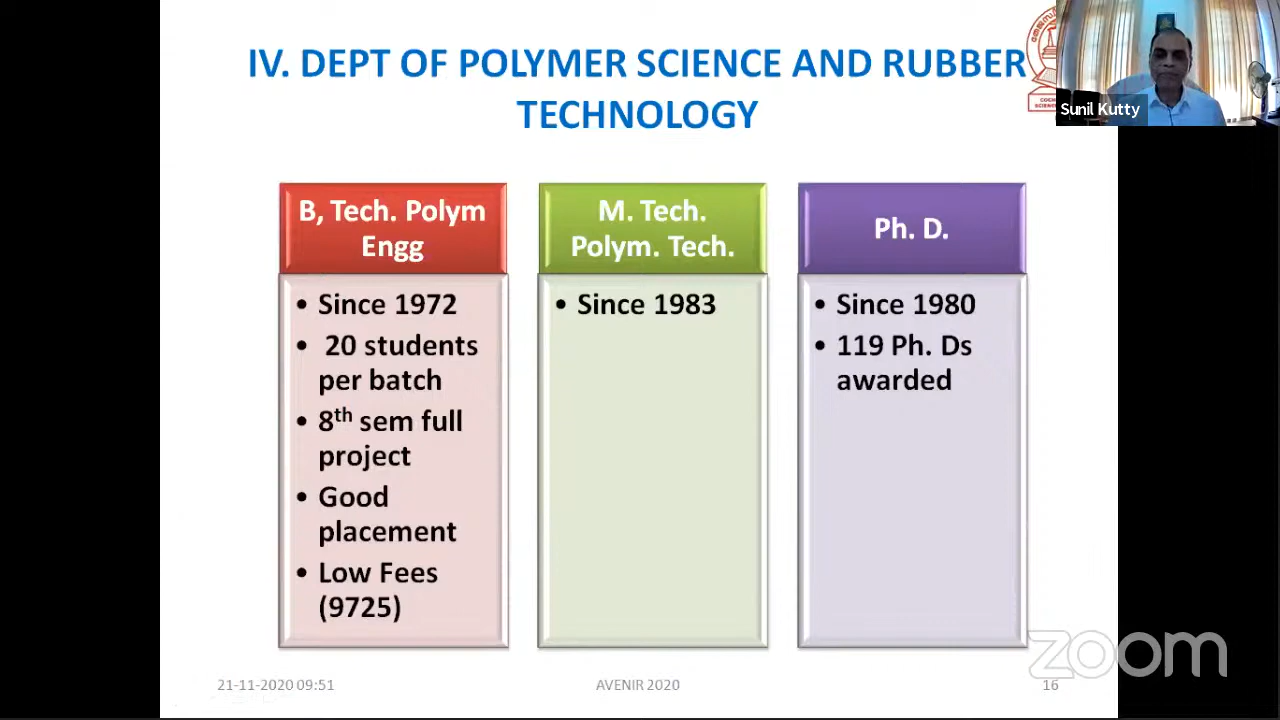 IV. DEPT OF POLYMER SCIENCE AND RUBBER
TECHNOLOGY
Sunil Kutty
B, Tech. Polym
Engg
• Since 1972
• 20 students
per batch
• 8th sem full
project
• Good
placement
• Low Fees
(9725)
M. Tech.
Polym. Tech.
• Since 1983
Ph. D.
• Since 1980
• 119 Ph. Ds
awarded
zoom
21-11-2020 09:51
AVENIR 2020
16